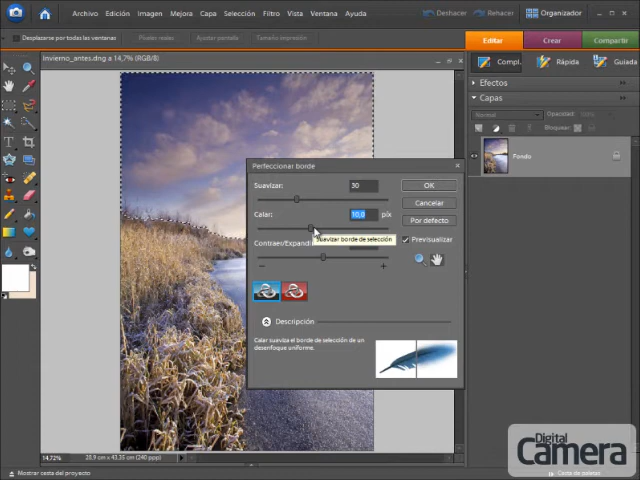 Archivo Edición Imagen Mejora Capa Selección Filtro Vista Ventana Ayuda Deshacer Rehacer Organizador
Desplazarse por todas las ventanas Píxeles reales Ajustar pantalla Tamaño impresión Editar Crear Compartir
Invierno_antes.dng a 14,7% (RGB/8)
Compl. Rápida Guiada
Efectos
Capas
Normal Opacidad:
Bloquear:
Fondo
Perfeccionar borde
Suavizar: 30 OK
Cancelar
Calar: 10,0 píx Por defecto
Suavizar borde de selección
Contraer/Expand Previsualizar
− +
Descripción
Calar suaviza el borde de selección de un
desenfoque uniforme.
14,72% 28,9 cm x 43,35 cm (240 ppp)
Mostrar cesta del proyecto
Digital
Camera